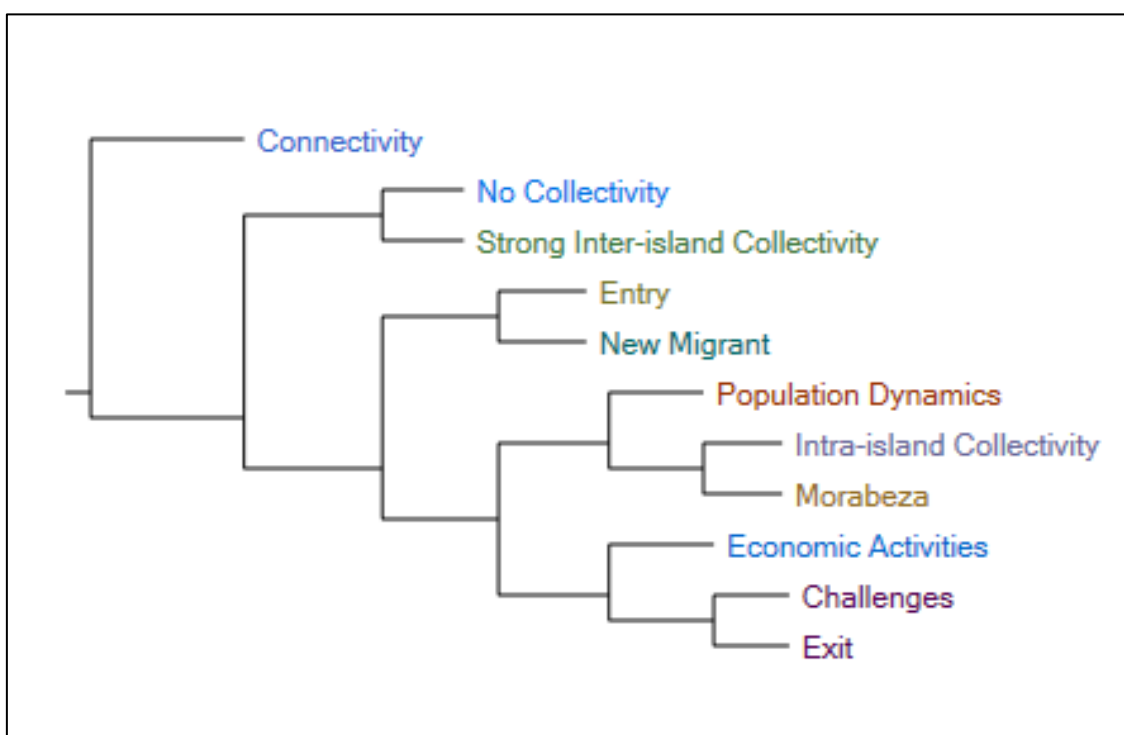 Connectivity
No Collectivity
Strong Inter-island Collectivity
Entry
New Migrant
Population Dynamics
Intra-island Collectivity
Morabeza
Economic Activities
Challenges
Exit